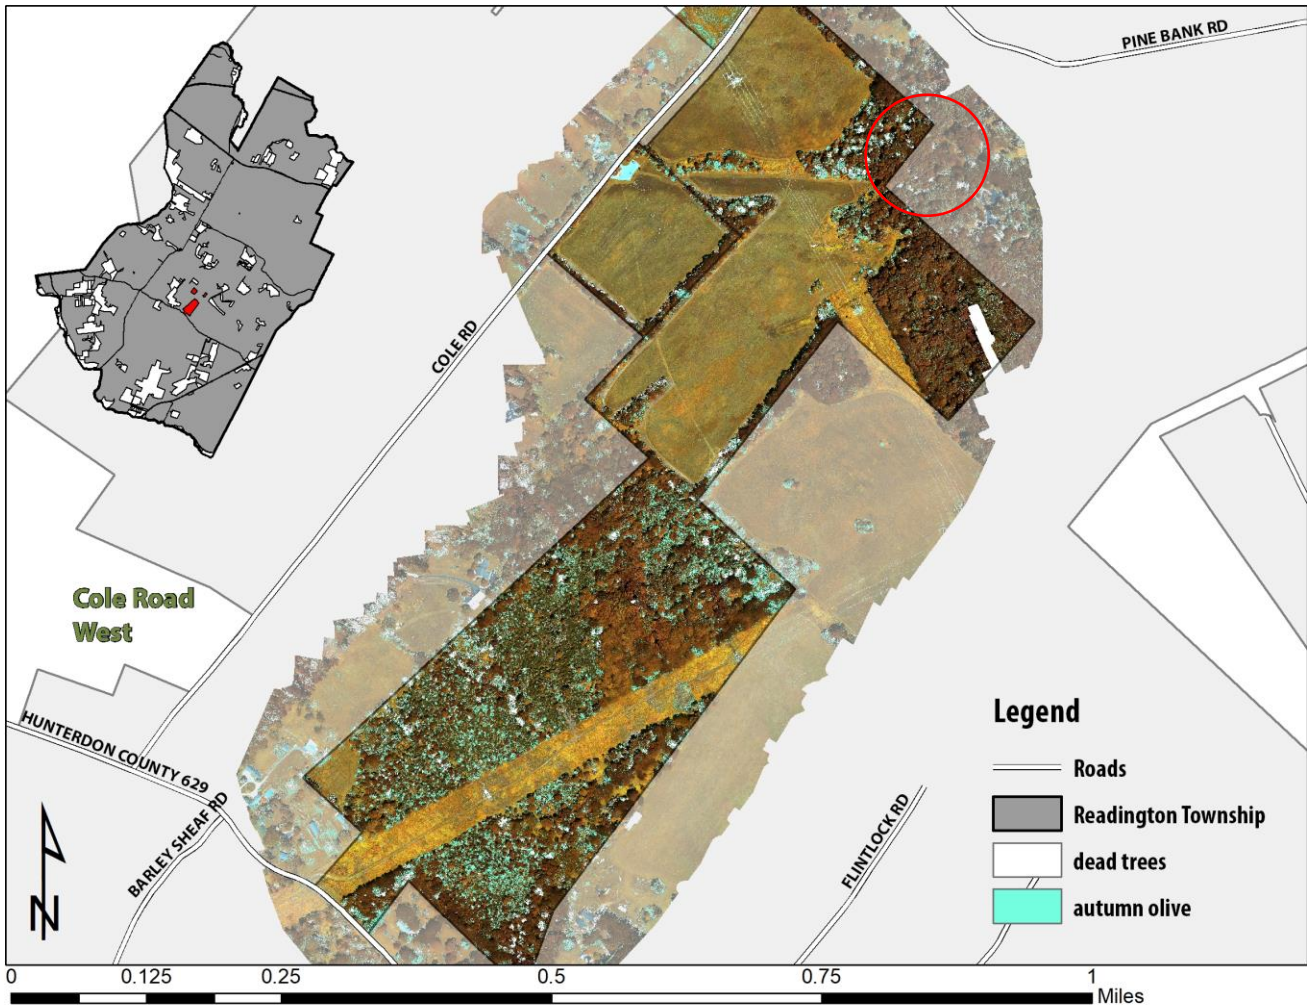 PINE BANK RD
COLE RD
Cole Road
West
HUNTERDON COUNTY 629
BARLEY SHEAF RD
FLINTLOCK RD
Legend
Roads
Readington Township
dead trees
autumn olive
N
0 0.125 0.25 0.5 0.75 1
Miles